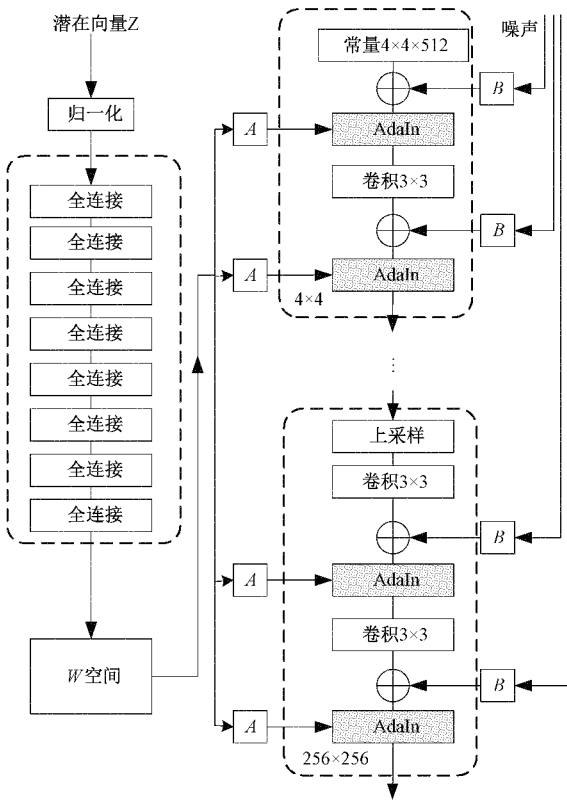 潜在向量Z
归一化
全连接
全连接
全连接
全连接
全连接
全连接
全连接
全连接
W空间
噪声
常量4×4×512
B
A
AdaIn
卷积3×3
B
A
AdaIn
4×4
⋮
上采样
卷积3×3
B
A
AdaIn
卷积3×3
B
A
AdaIn
256×256